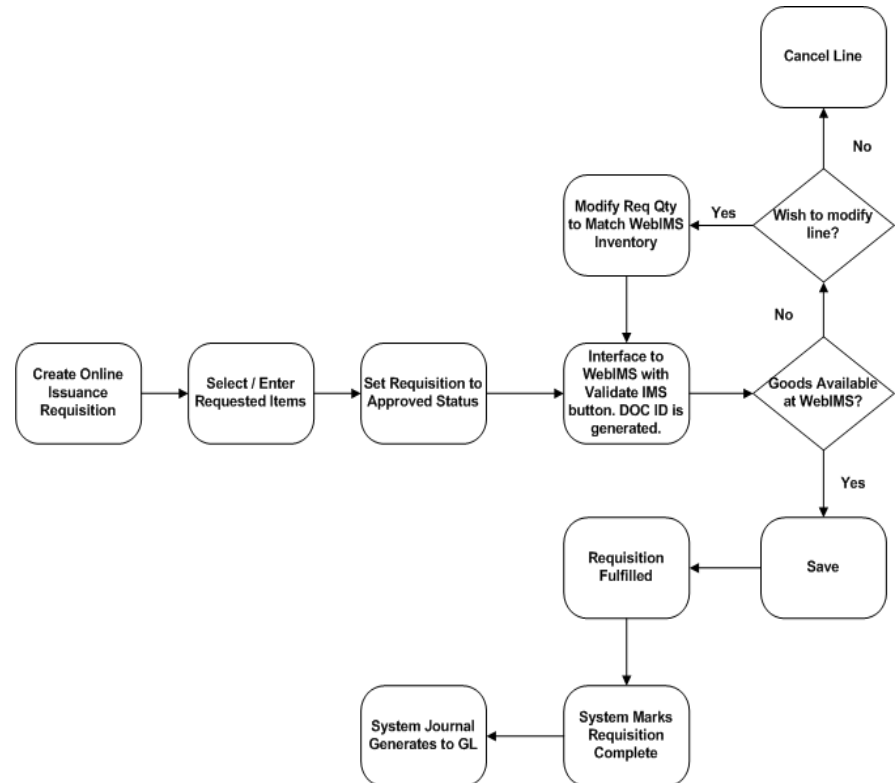 Cancel Line
No
Modify Req Qty
to Match WebIMS
Inventory
Yes
Wish to modify
line?
No
Create Online
Issuance
Requisition
Select / Enter
Requested Items
Set Requisition to
Approved Status
Interface to
WebIMS with
Validate IMS
button. DOC ID is
generated.
Goods Available
at WebIMS?
Yes
Requisition
Fulfilled
Save
System Journal
Generates to GL
System Marks
Requisition
Complete